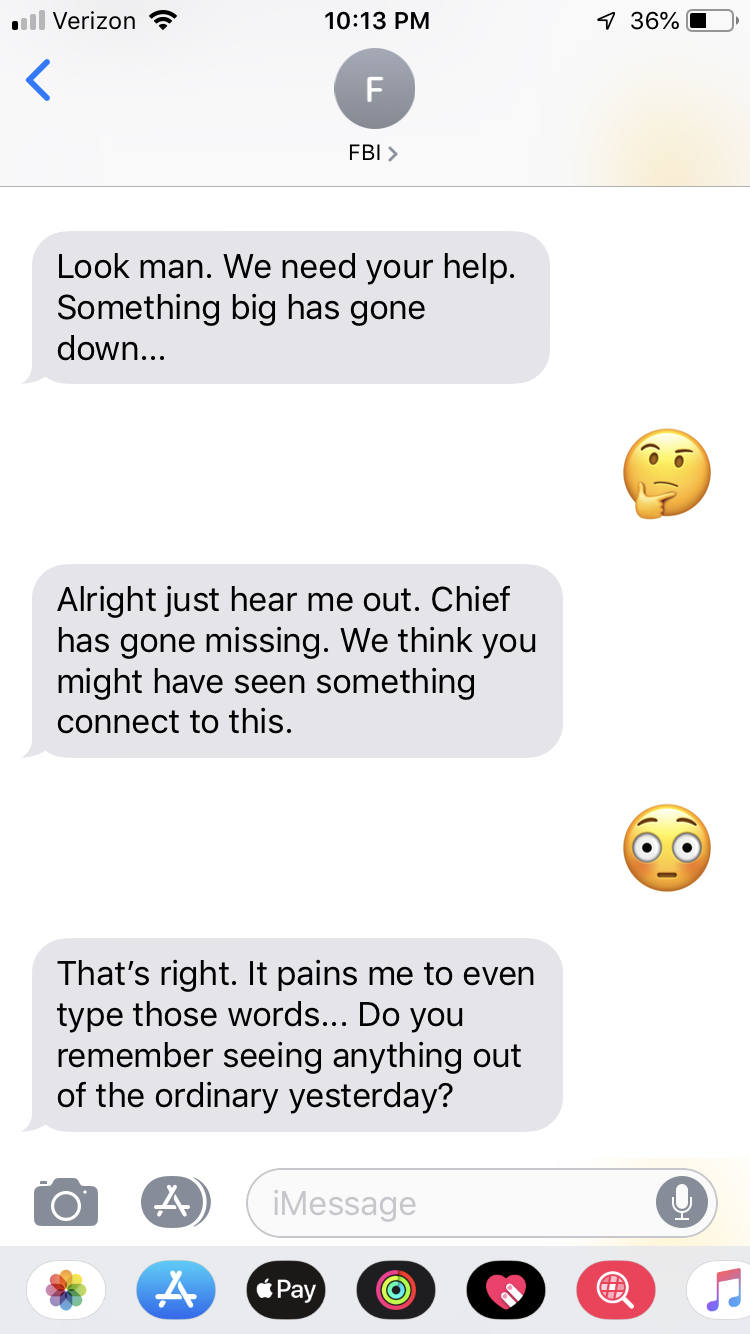 Verizon 10:13 PM 36%
F
FBI
Look man. We need your help.
Something big has gone
down...
Alright just hear me out. Chief
has gone missing. We think you
might have seen something
connect to this.
That’s right. It pains me to even
type those words... Do you
remember seeing anything out
of the ordinary yesterday?
iMessage
Pay